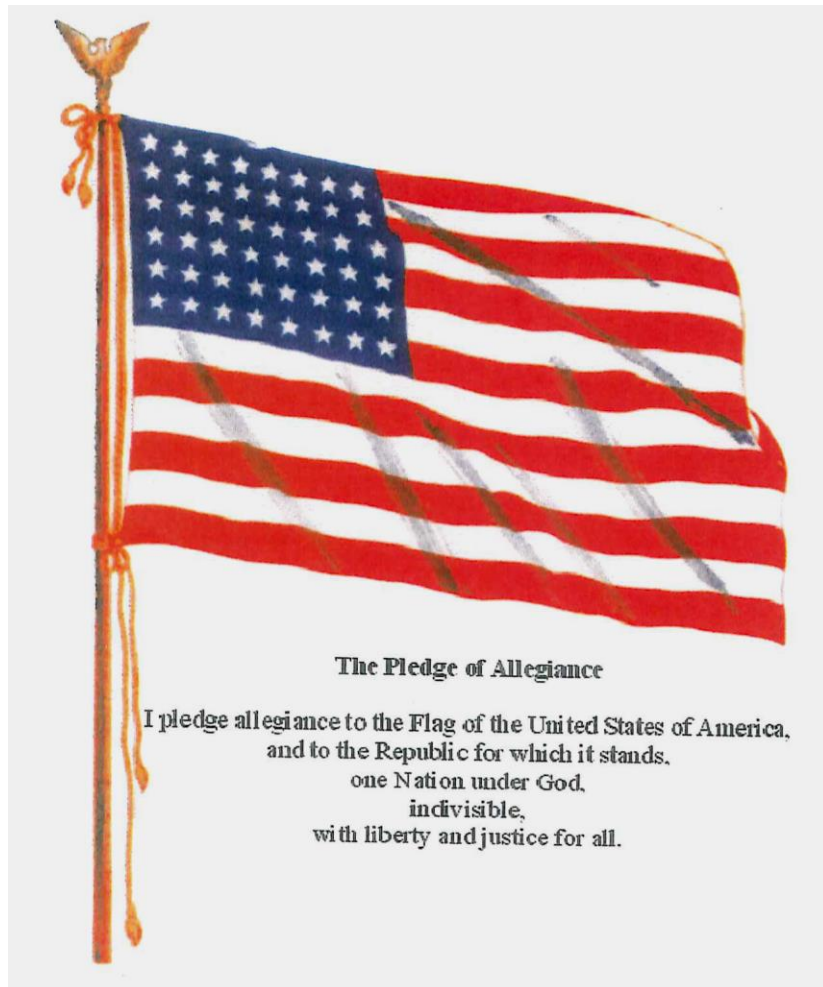 The Pledge of Allegiance
I pledge allegiance to the Flag of the United States of America,
and to the Republic for which it stands,
one Nation under God,
indivisible,
with liberty and justice for all.